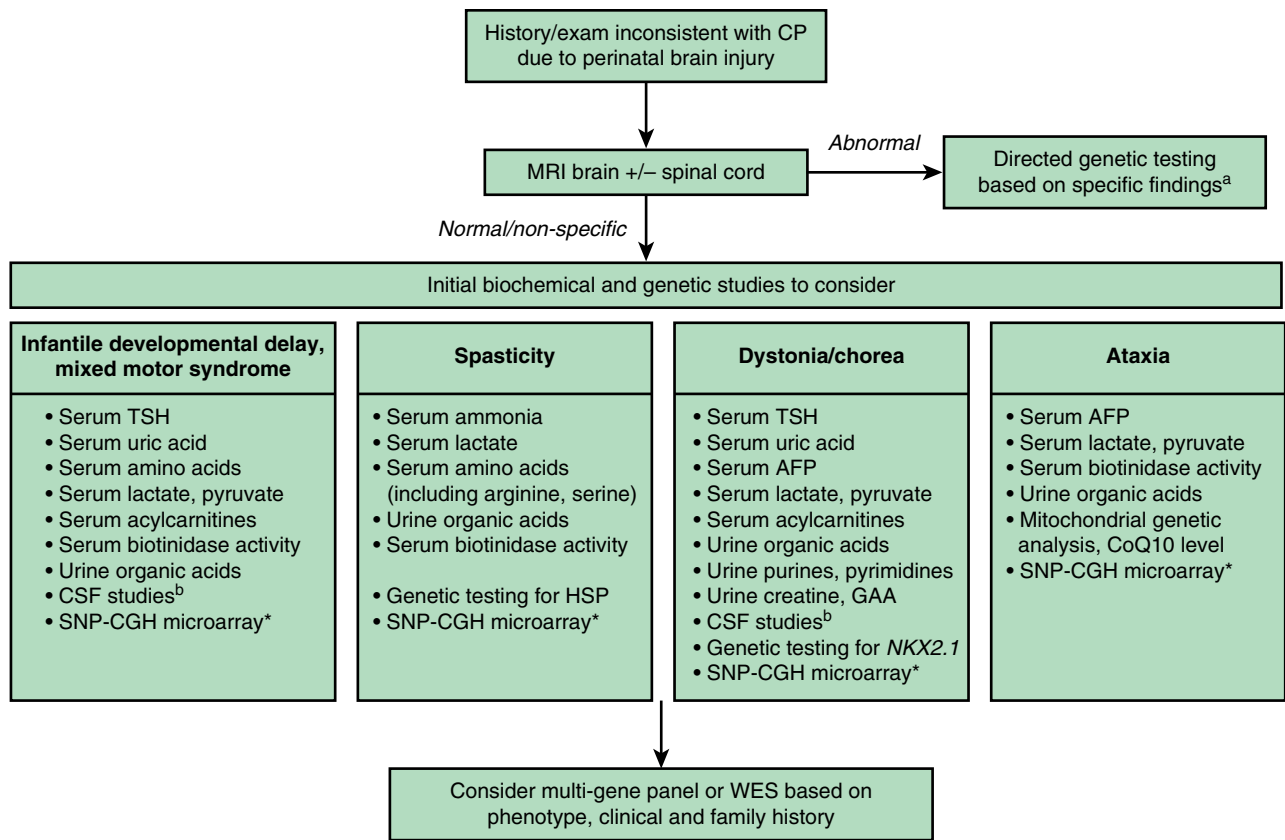 History/exam inconsistent with CP
due to perinatal brain injury
Abnormal
MRI brain +/– spinal cord
Directed genetic testing
based on specific findingsᵃ
Normal/non-specific
Initial biochemical and genetic studies to consider
Infantile developmental delay,
mixed motor syndrome
• Serum TSH
• Serum uric acid
• Serum amino acids
• Serum lactate, pyruvate
• Serum acylcarnitines
• Serum biotinidase activity
• Urine organic acids
• CSF studiesᵇ
• SNP-CGH microarray*
Spasticity
• Serum ammonia
• Serum lactate
• Serum amino acids
(including arginine, serine)
• Urine organic acids
• Serum biotinidase activity
• Genetic testing for HSP
• SNP-CGH microarray*
Dystonia/chorea
• Serum TSH
• Serum uric acid
• Serum AFP
• Serum lactate, pyruvate
• Serum acylcarnitines
• Urine organic acids
• Urine purines, pyrimidines
• Urine creatine, GAA
• CSF studiesᵇ
• Genetic testing for NKX2.1
• SNP-CGH microarray*
Ataxia
• Serum AFP
• Serum lactate, pyruvate
• Serum biotinidase activity
• Urine organic acids
• Mitochondrial genetic
analysis, CoQ10 level
• SNP-CGH microarray*
Consider multi-gene panel or WES based on
phenotype, clinical and family history